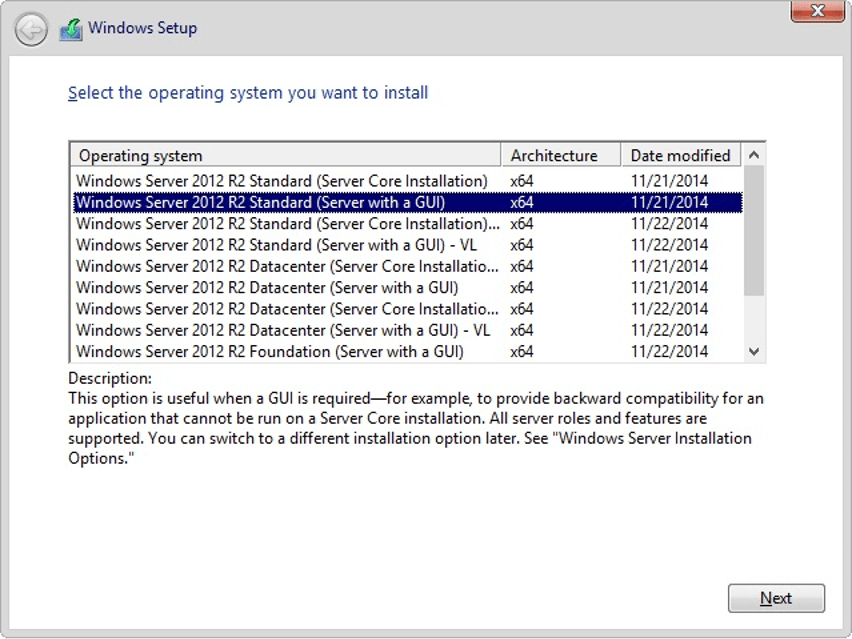 Windows Setup
Select the operating system you want to install
Operating system Architecture Date modified
Windows Server 2012 R2 Standard (Server Core Installation) x64 11/21/2014
Windows Server 2012 R2 Standard (Server with a GUI) x64 11/21/2014
Windows Server 2012 R2 Standard (Server Core Installation)... x64 11/22/2014
Windows Server 2012 R2 Standard (Server with a GUI) - VL x64 11/22/2014
Windows Server 2012 R2 Datacenter (Server Core Installatio... x64 11/21/2014
Windows Server 2012 R2 Datacenter (Server with a GUI) x64 11/21/2014
Windows Server 2012 R2 Datacenter (Server Core Installatio... x64 11/22/2014
Windows Server 2012 R2 Datacenter (Server with a GUI) - VL x64 11/22/2014
Windows Server 2012 R2 Foundation (Server with a GUI) x64 11/22/2014
Description:
This option is useful when a GUI is required—for example, to provide backward compatibility for an
application that cannot be run on a Server Core installation. All server roles and features are
supported. You can switch to a different installation option later. See "Windows Server Installation
Options."
Next